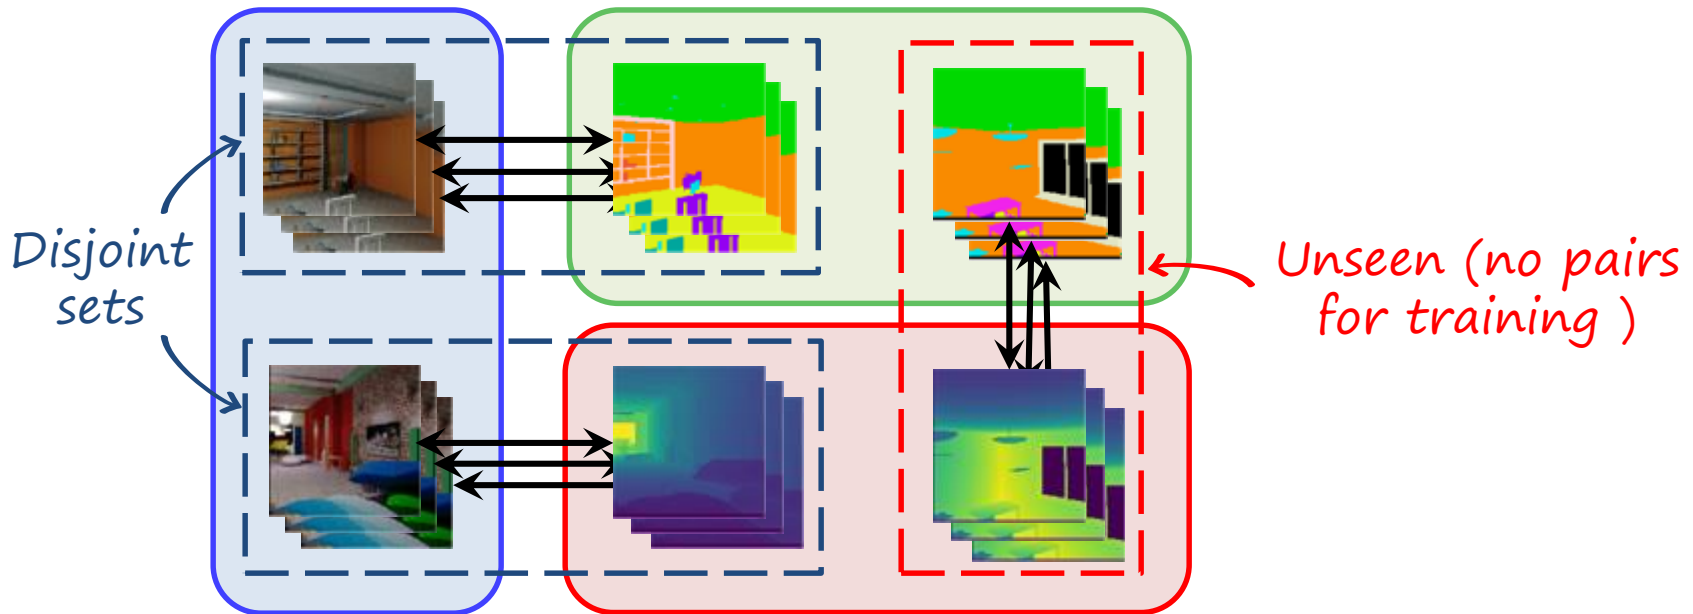 Disjoint
sets
Unseen (no pairs
for training )